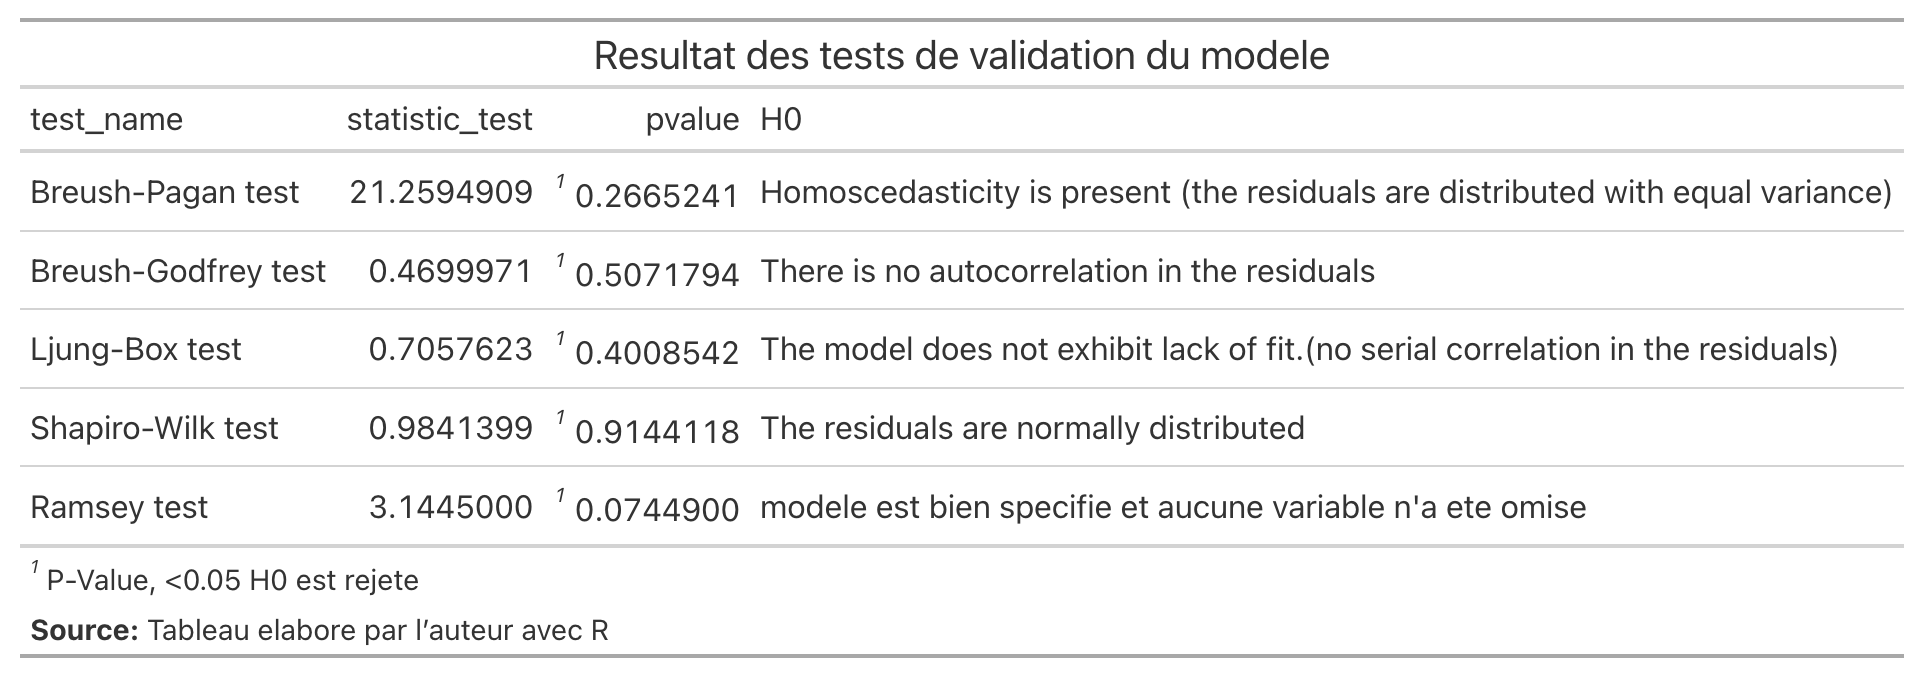 Resultat des tests de validation du modele
test_name statistic_test pvalue H0
Breush-Pagan test 21.2594909 1 0.2665241 Homoscedasticity is present (the residuals are distributed with equal variance)
Breush-Godfrey test 0.4699971 1 0.5071794 There is no autocorrelation in the residuals
Ljung-Box test 0.7057623 1 0.4008542 The model does not exhibit lack of fit.(no serial correlation in the residuals)
Shapiro-Wilk test 0.9841399 1 0.9144118 The residuals are normally distributed
Ramsey test 3.1445000 1 0.0744900 modele est bien specifie et aucune variable n'a ete omise
1 P-Value, <0.05 H0 est rejete
Source: Tableau elabore par l’auteur avec R